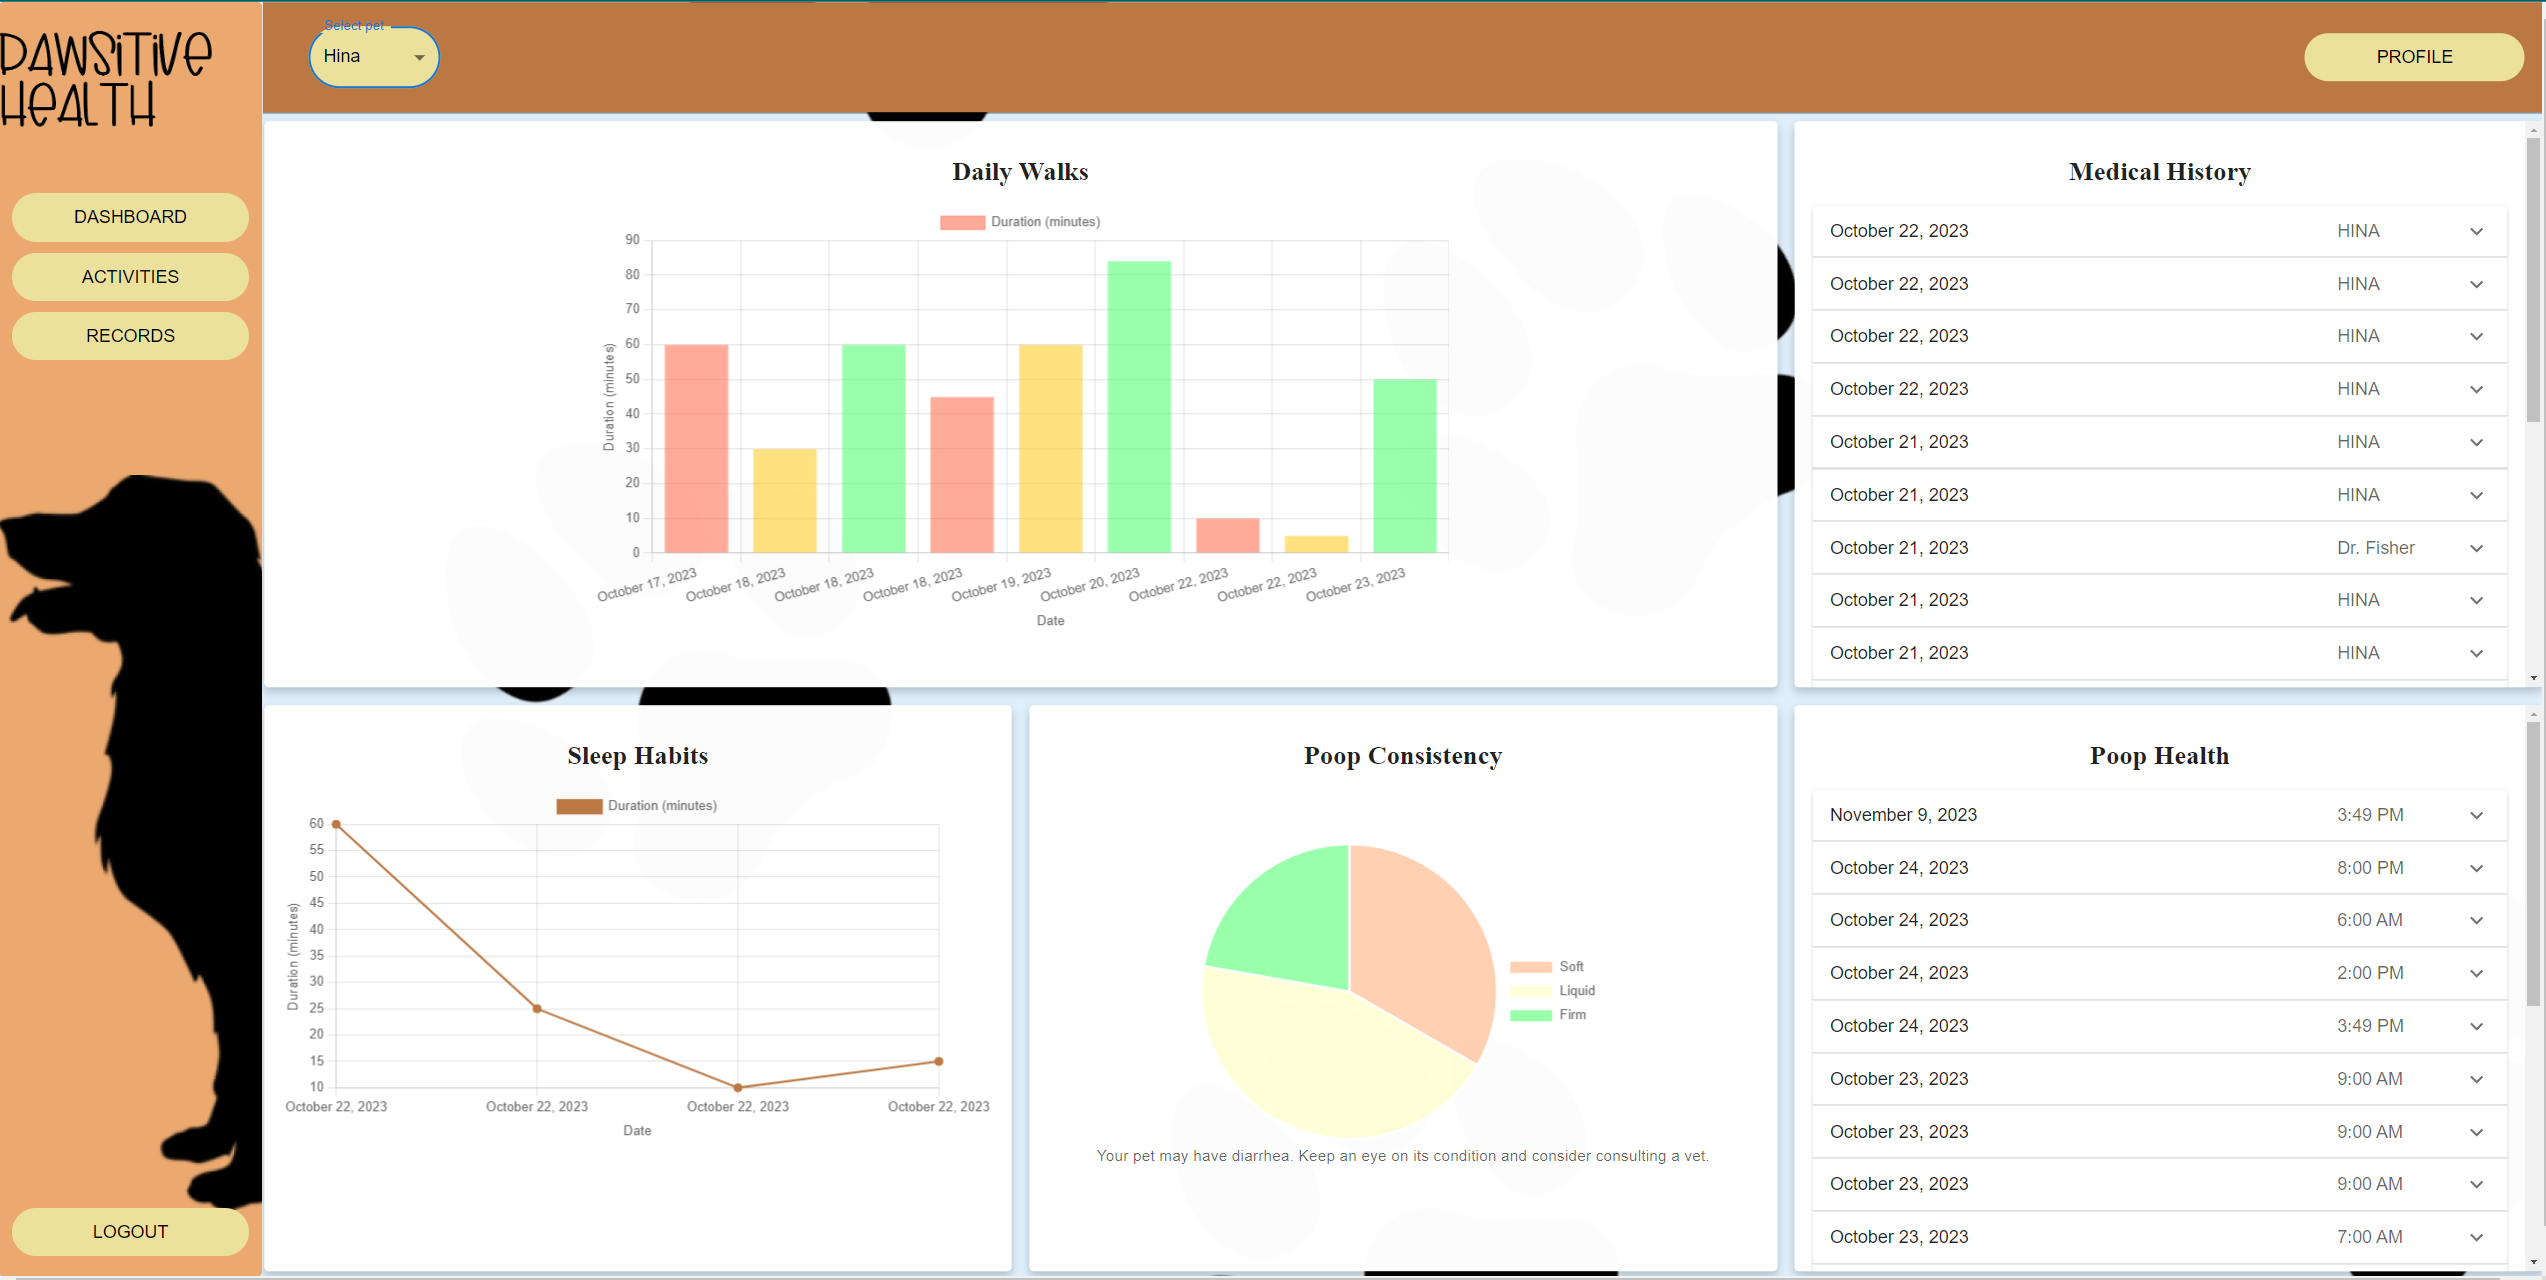 PAWSiTiVe
HeALTH
DASHBOARD
ACTIVITIES
RECORDS
LOGOUT
Select pet
Hina
PROFILE
Daily Walks
Duration (minutes)
90
80
70
60
50
40
30
20
10
0
Duration (minutes)
October 17, 2023
October 18, 2023
October 18, 2023
October 18, 2023
October 19, 2023
October 20, 2023
October 22, 2023
October 22, 2023
October 23, 2023
Date
Medical History
October 22, 2023 HINA
October 22, 2023 HINA
October 22, 2023 HINA
October 22, 2023 HINA
October 21, 2023 HINA
October 21, 2023 HINA
October 21, 2023 Dr. Fisher
October 21, 2023 HINA
October 21, 2023 HINA
Sleep Habits
Duration (minutes)
60
55
50
45
40
35
30
25
20
15
10
Duration (minutes)
October 22, 2023
October 22, 2023
October 22, 2023
October 22, 2023
Date
Poop Consistency
Soft
Liquid
Firm
Your pet may have diarrhea. Keep an eye on its condition and consider consulting a vet.
Poop Health
November 9, 2023 3:49 PM
October 24, 2023 8:00 PM
October 24, 2023 6:00 AM
October 24, 2023 2:00 PM
October 24, 2023 3:49 PM
October 23, 2023 9:00 AM
October 23, 2023 9:00 AM
October 23, 2023 9:00 AM
October 23, 2023 7:00 AM